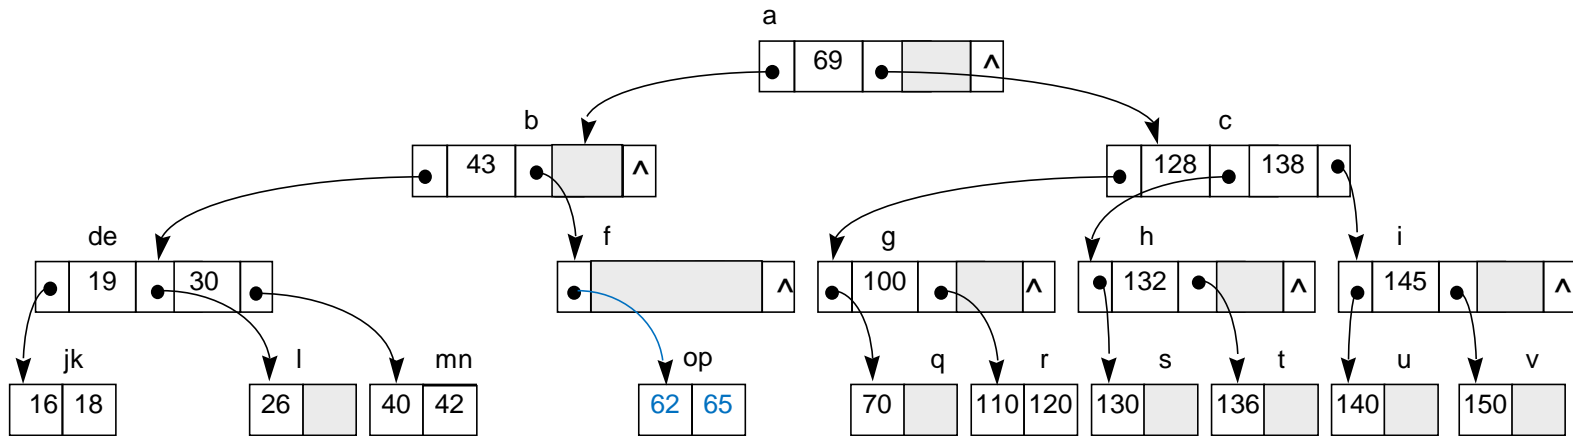 a
69 ^
b c
43 ^ 128 138
de f g h i
19 30 ^ 100 ^ 132 ^ 145 ^
jk l mn op q r s t u v
16 18 26 40 42 62 65 70 110 120 130 136 140 150